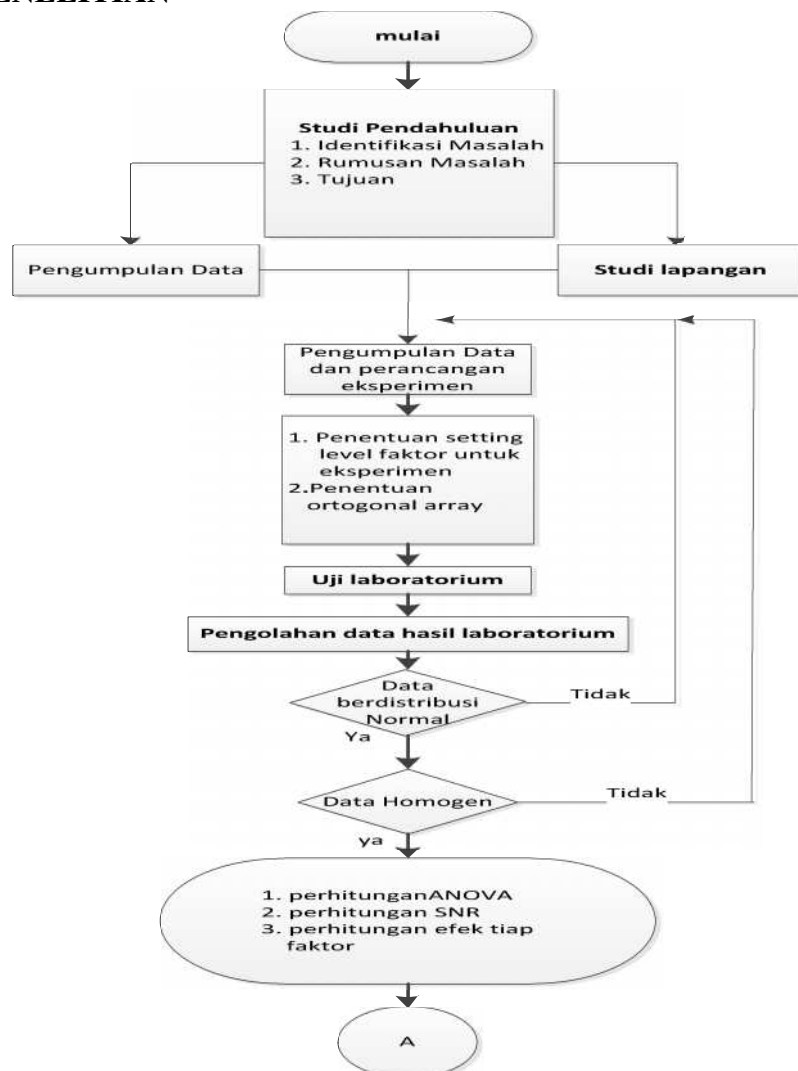 mulai
Studi Pendahuluan
1. Identifikasi Masalah
2. Rumusan Masalah
3. Tujuan
Pengumpulan Data
Studi lapangan
Pengumpulan Data
dan perancangan
eksperimen
1. Penentuan setting
level faktor untuk
eksperimen
2.Penentuan
ortogonal array
Uji laboratorium
Pengolahan data hasil laboratorium
Data
berdistribusi
Normal
Tidak
Ya
Data Homogen
Tidak
ya
1. perhitunganANOVA
2. perhitungan SNR
3. perhitungan efek tiap
faktor
A